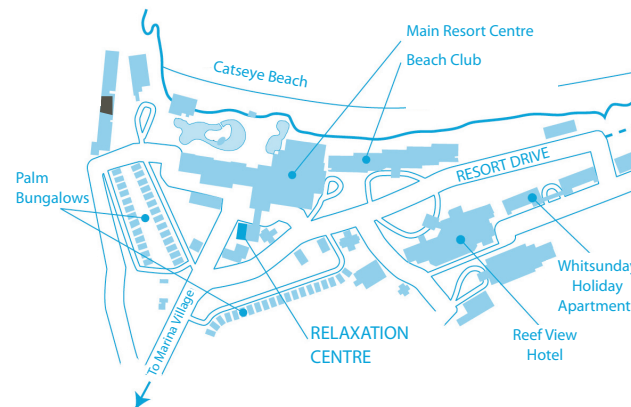 Main Resort Centre
Beach Club
Catseye Beach
RESORT DRIVE
Palm
Bungalows
Whitsunday
Holiday
Apartment
Reef View
Hotel
RELAXATION
CENTRE
To Marina Village